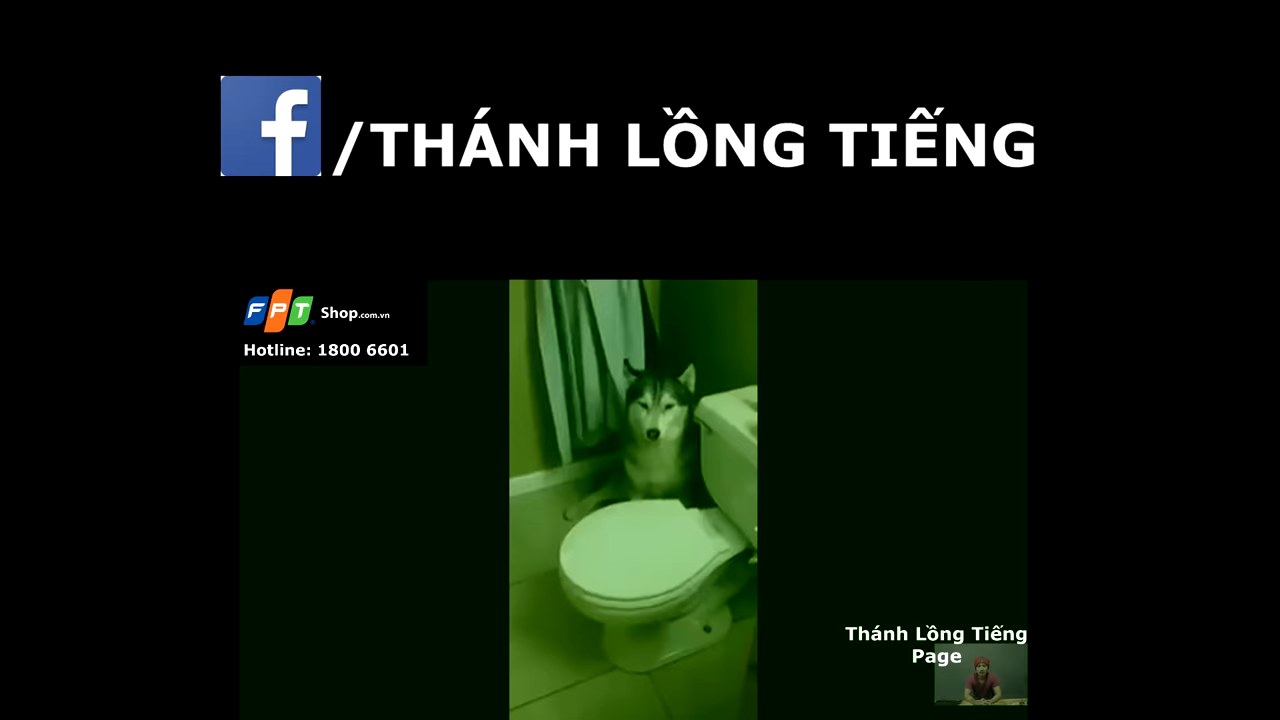 f /THÁNH LỒNG TIẾNG
FPT Shop.com.vn
Hotline: 1800 6601
Thánh Lồng Tiếng
Page